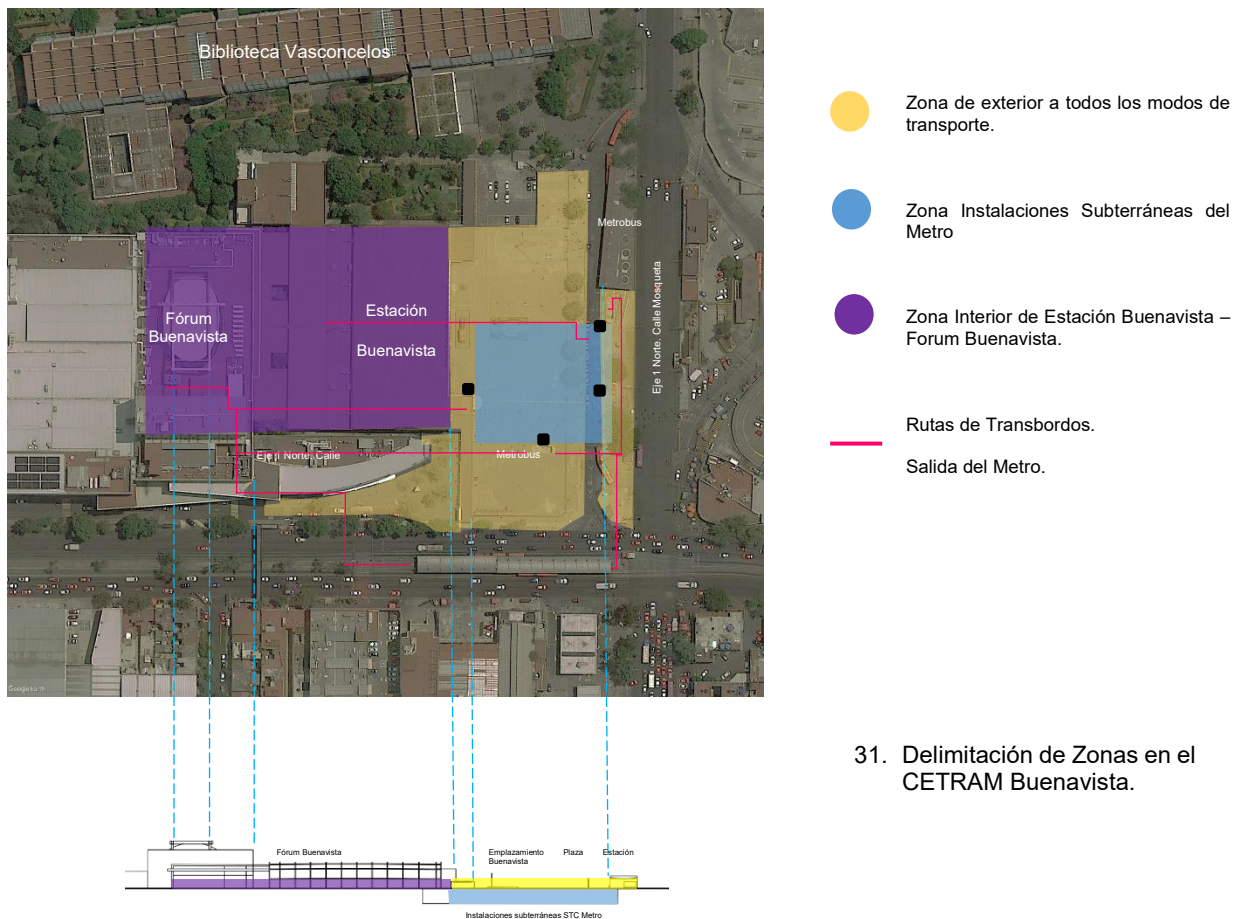 Biblioteca Vasconcelos
Metrobus
Fórum
Buenavista
Estación
Buenavista
Eje 1 Norte. Calle Mosqueta
Eje 1 Norte. Calle
Metrobus
Google earth
Zona de exterior a todos los modos de
transporte.
Zona Instalaciones Subterráneas del
Metro
Zona Interior de Estación Buenavista –
Forum Buenavista.
Rutas de Transbordos.
Salida del Metro.
31. Delimitación de Zonas en el
CETRAM Buenavista.
Fórum Buenavista
Emplazamiento
Buenavista
Plaza
Estación
Instalaciones subterráneas STC Metro